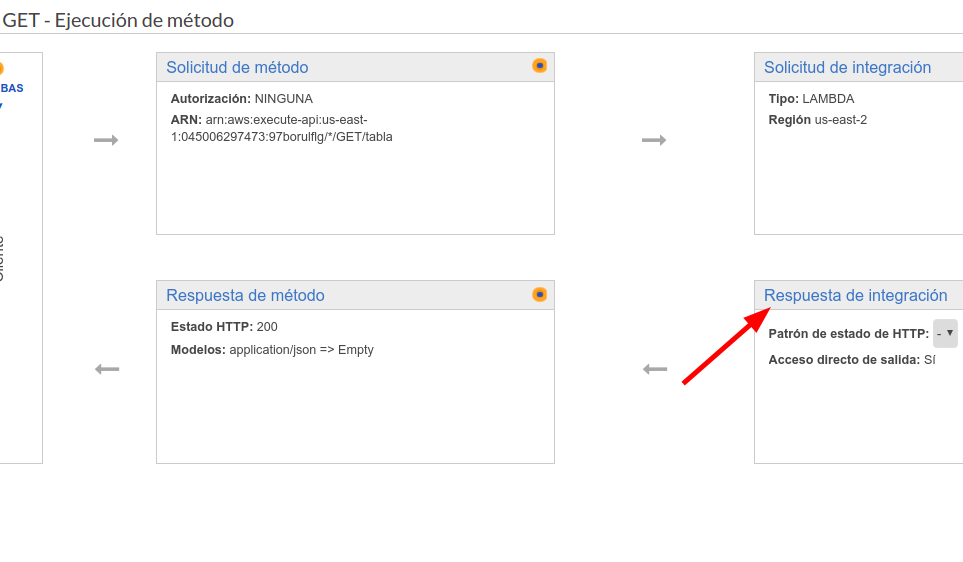 GET - Ejecución de método
BAS
Cliente
Solicitud de método
Autorización: NINGUNA
ARN: arn:aws:execute-api:us-east-
1:045006297473:97borulflg/*/GET/tabla
Solicitud de integración
Tipo: LAMBDA
Región us-east-2
Respuesta de método
Estado HTTP: 200
Modelos: application/json => Empty
Respuesta de integración
Patrón de estado de HTTP: -
Acceso directo de salida: Sí